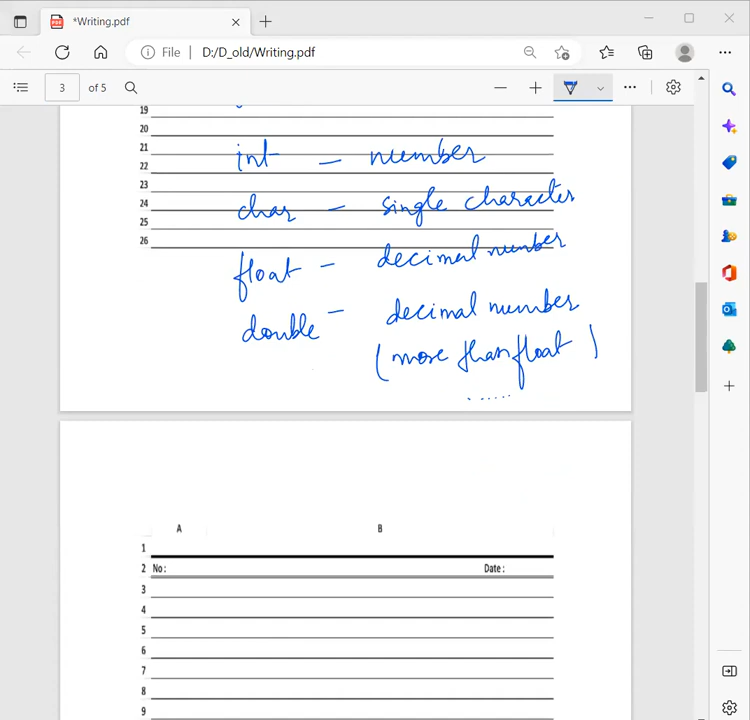 *Writing.pdf
File D:/D_old/Writing.pdf
3 of 5
19
20
21
22
23
24
25
26
int - number
char - single character
float - decimal number
double - decimal number
(more than float)
A B
1
2 No : Date :
3
4
5
6
7
8
9